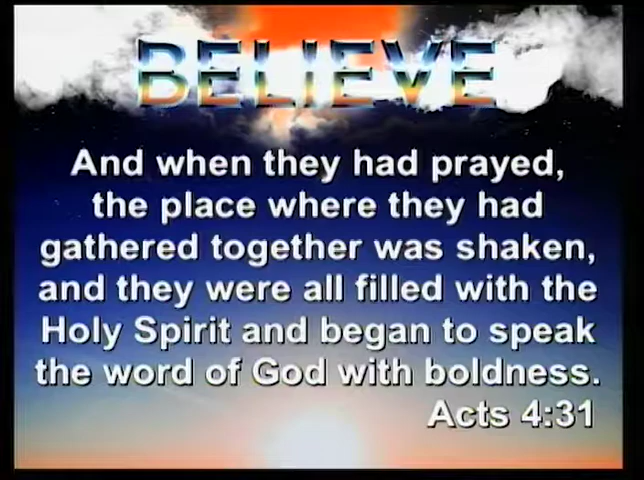 BELIEVE
And when they had prayed,
the place where they had
gathered together was shaken,
and they were all filled with the
Holy Spirit and began to speak
the word of God with boldness.
Acts 4:31